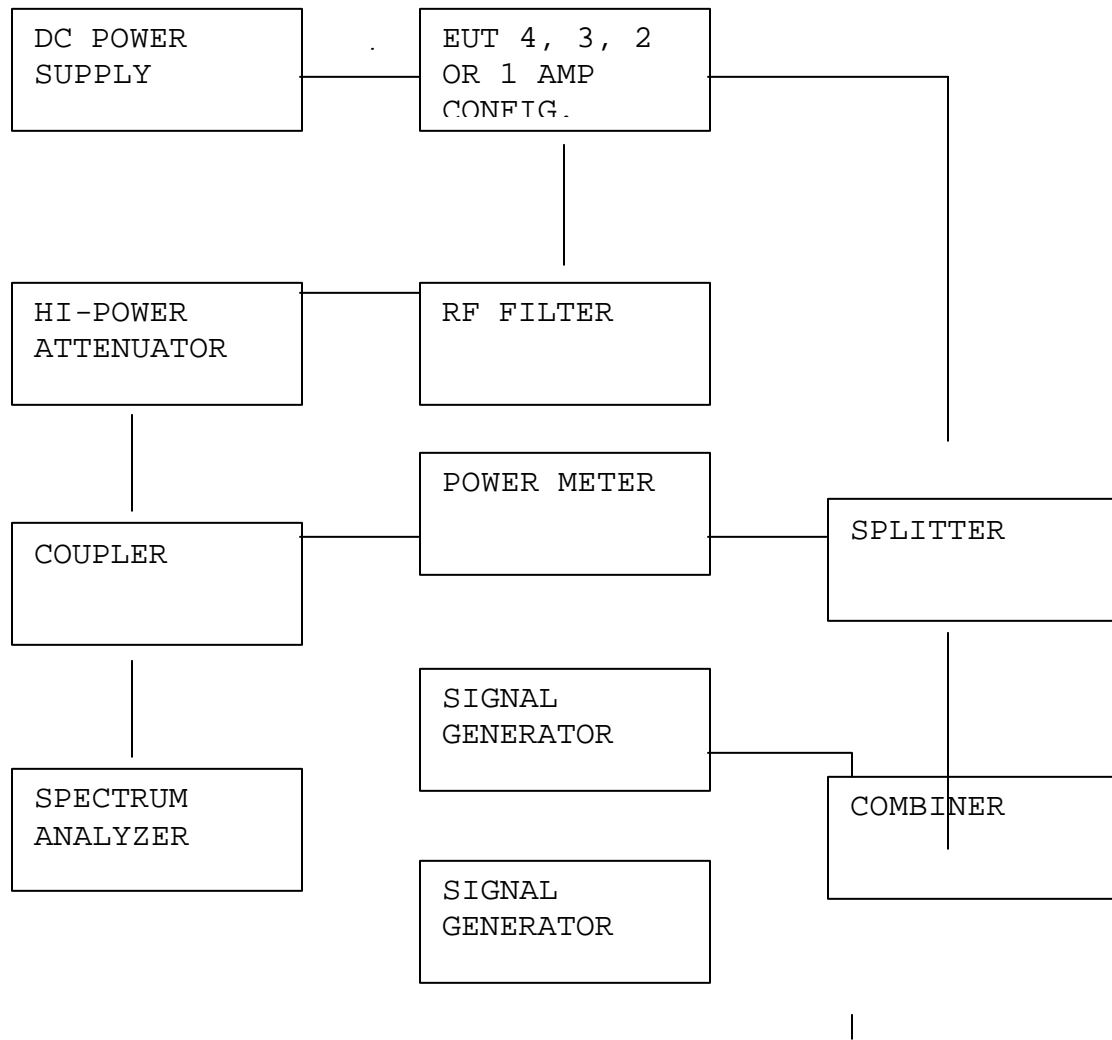 DC POWER
SUPPLY
EUT 4, 3, 2
OR 1 AMP
CONFIG.
HI-POWER
ATTENUATOR
RF FILTER
POWER METER
SPLITTER
COUPLER
SIGNAL
GENERATOR
SPECTRUM
ANALYZER
COMBINER
SIGNAL
GENERATOR